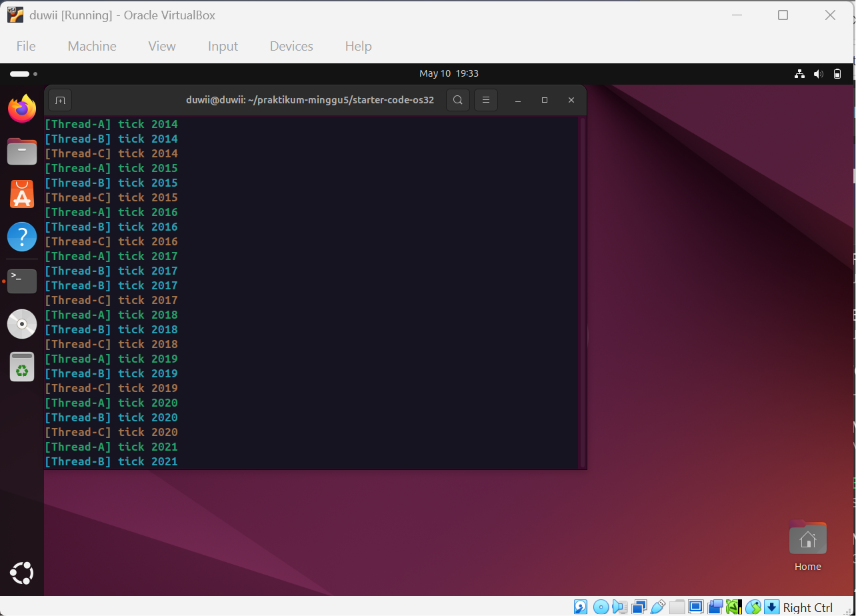 duwii [Running] - Oracle VirtualBox
File Machine View Input Devices Help
May 10 19:33
duwii@duwii: ~/praktikum-minggu5/starter-code-os32
[Thread-A] tick 2014
[Thread-B] tick 2014
[Thread-C] tick 2014
[Thread-A] tick 2015
[Thread-B] tick 2015
[Thread-C] tick 2015
[Thread-A] tick 2016
[Thread-B] tick 2016
[Thread-C] tick 2016
[Thread-A] tick 2017
[Thread-B] tick 2017
[Thread-B] tick 2017
[Thread-C] tick 2017
[Thread-A] tick 2018
[Thread-B] tick 2018
[Thread-C] tick 2018
[Thread-A] tick 2019
[Thread-B] tick 2019
[Thread-C] tick 2019
[Thread-A] tick 2020
[Thread-B] tick 2020
[Thread-C] tick 2020
[Thread-A] tick 2021
[Thread-B] tick 2021
Home
Right Ctrl